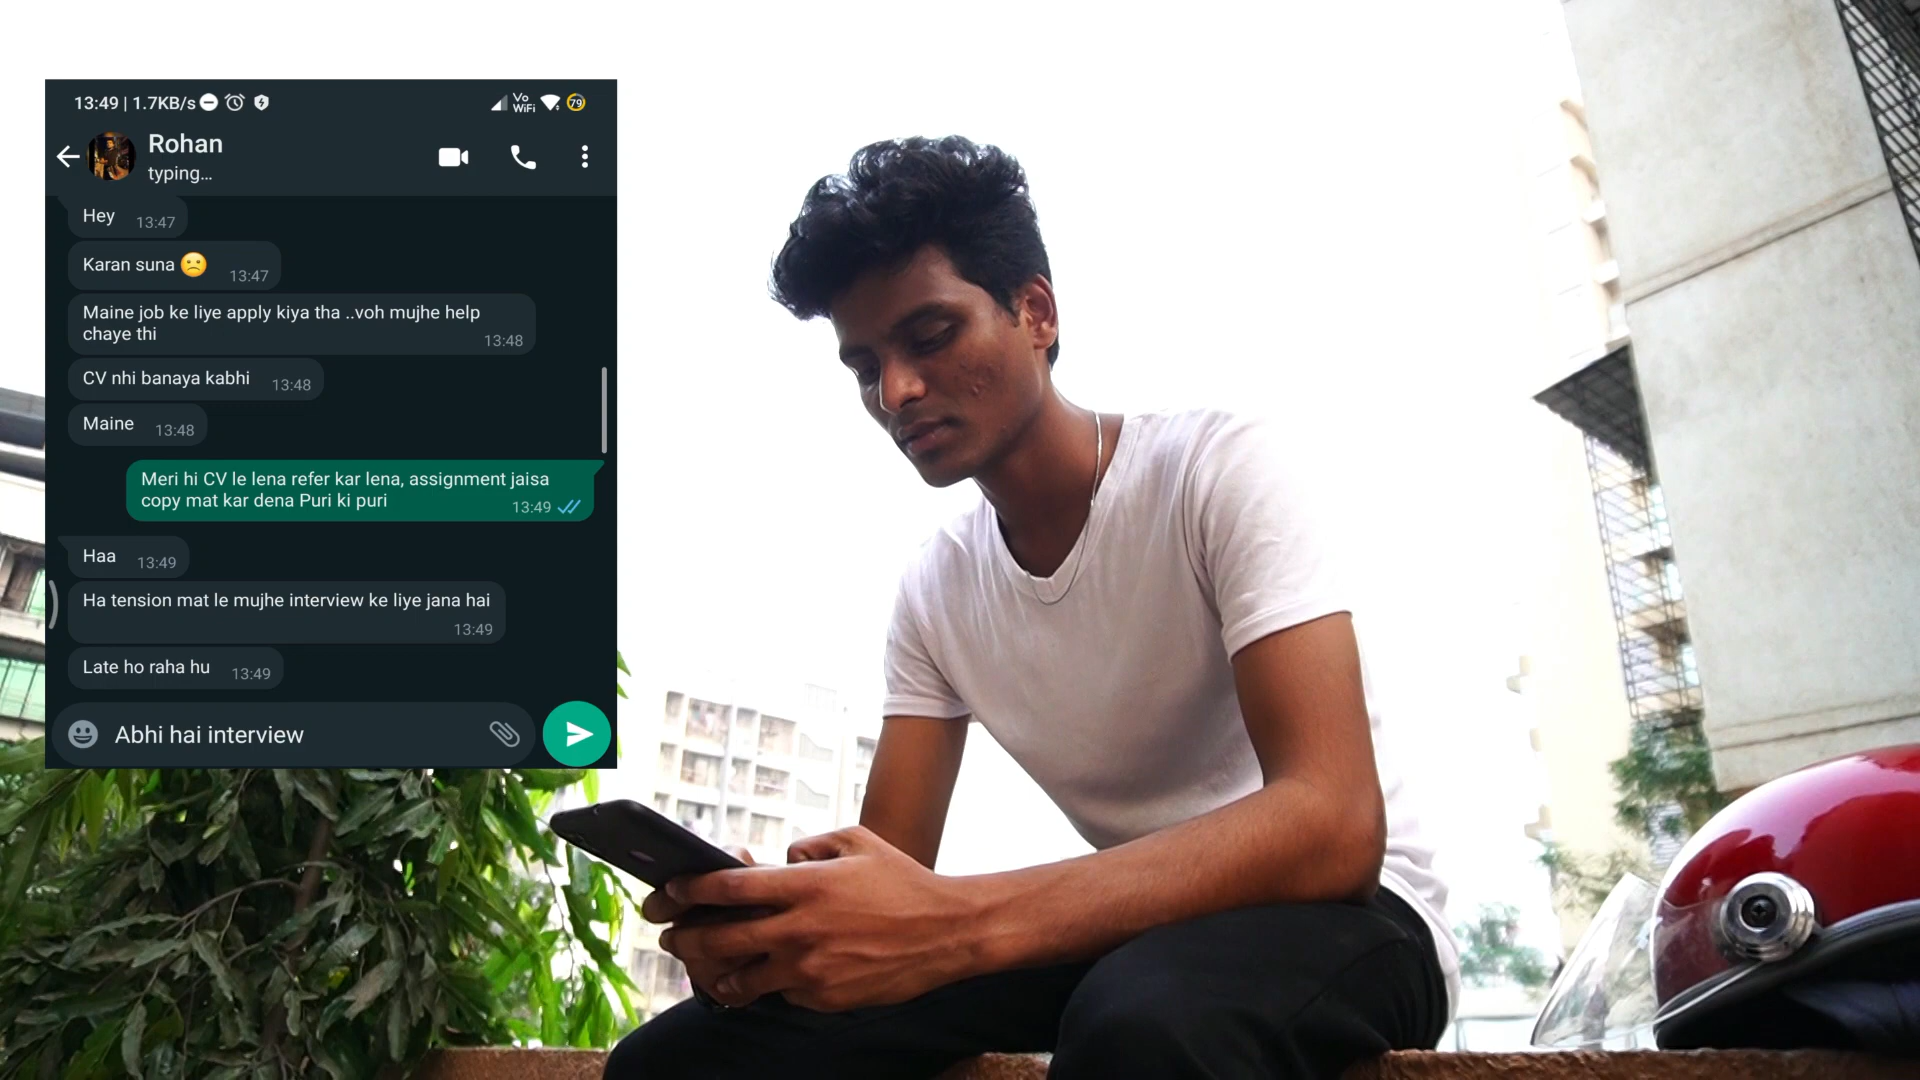 13:49 | 1.7KB/s
Vo
WiFi
79
Rohan
typing...
Hey 13:47
Karan suna 13:47
Maine job ke liye apply kiya tha ..voh mujhe help
chaye thi 13:48
CV nhi banaya kabhi 13:48
Maine 13:48
Meri hi CV le lena refer kar lena, assignment jaisa
copy mat kar dena Puri ki puri 13:49
Haa 13:49
Ha tension mat le mujhe interview ke liye jana hai
13:49
Late ho raha hu 13:49
Abhi hai interview